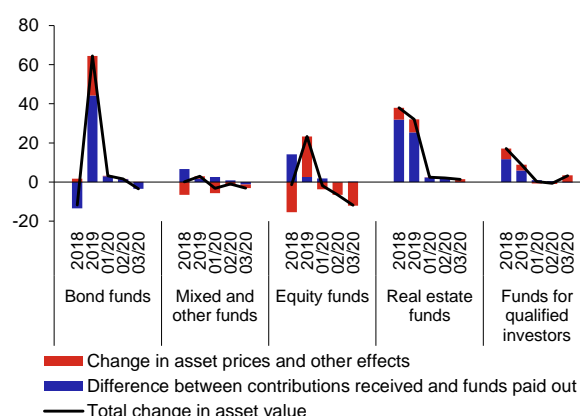 80
60
40
20
0
-20
2018 2019 01/20 02/20 03/20 2018 2019 01/20 02/20 03/20 2018 2019 01/20 02/20 03/20 2018 2019 01/20 02/20 03/20 2018 2019 01/20 02/20 03/20
Bond funds Mixed and other funds Equity funds Real estate funds Funds for qualified investors
Change in asset prices and other effects
Difference between contributions received and funds paid out
Total change in asset value